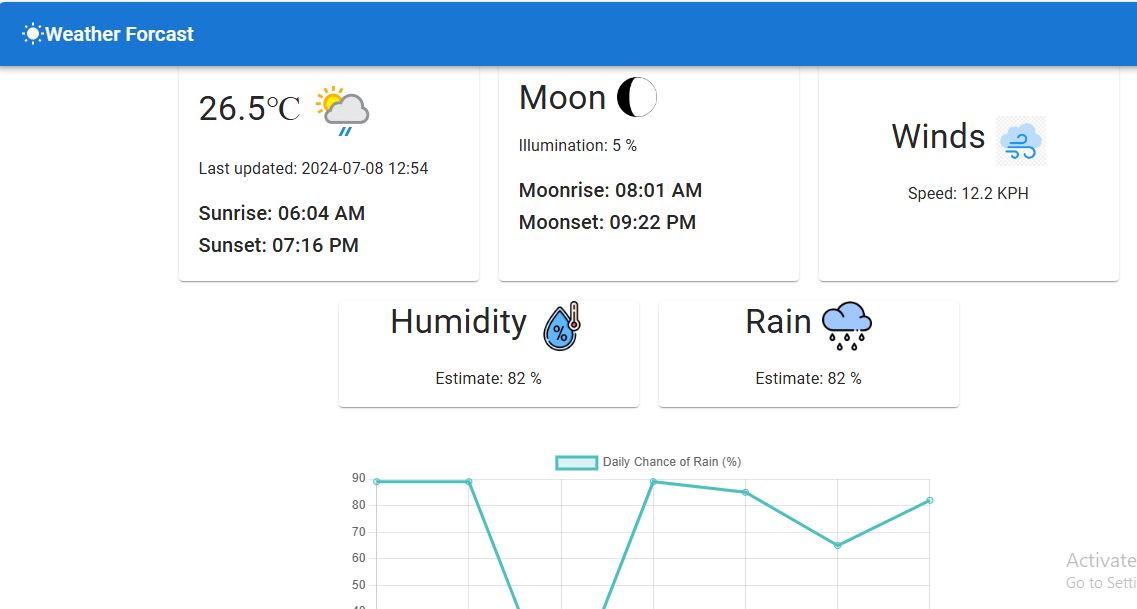 Weather Forcast
26.5°C
Last updated: 2024-07-08 12:54
Sunrise: 06:04 AM
Sunset: 07:16 PM
Moon
Illumination: 5 %
Moonrise: 08:01 AM
Moonset: 09:22 PM
Winds
Speed: 12.2 KPH
Humidity
%
Estimate: 82 %
Rain
Estimate: 82 %
Daily Chance of Rain (%)
90
80
70
60
50
Activate
Go to Setti